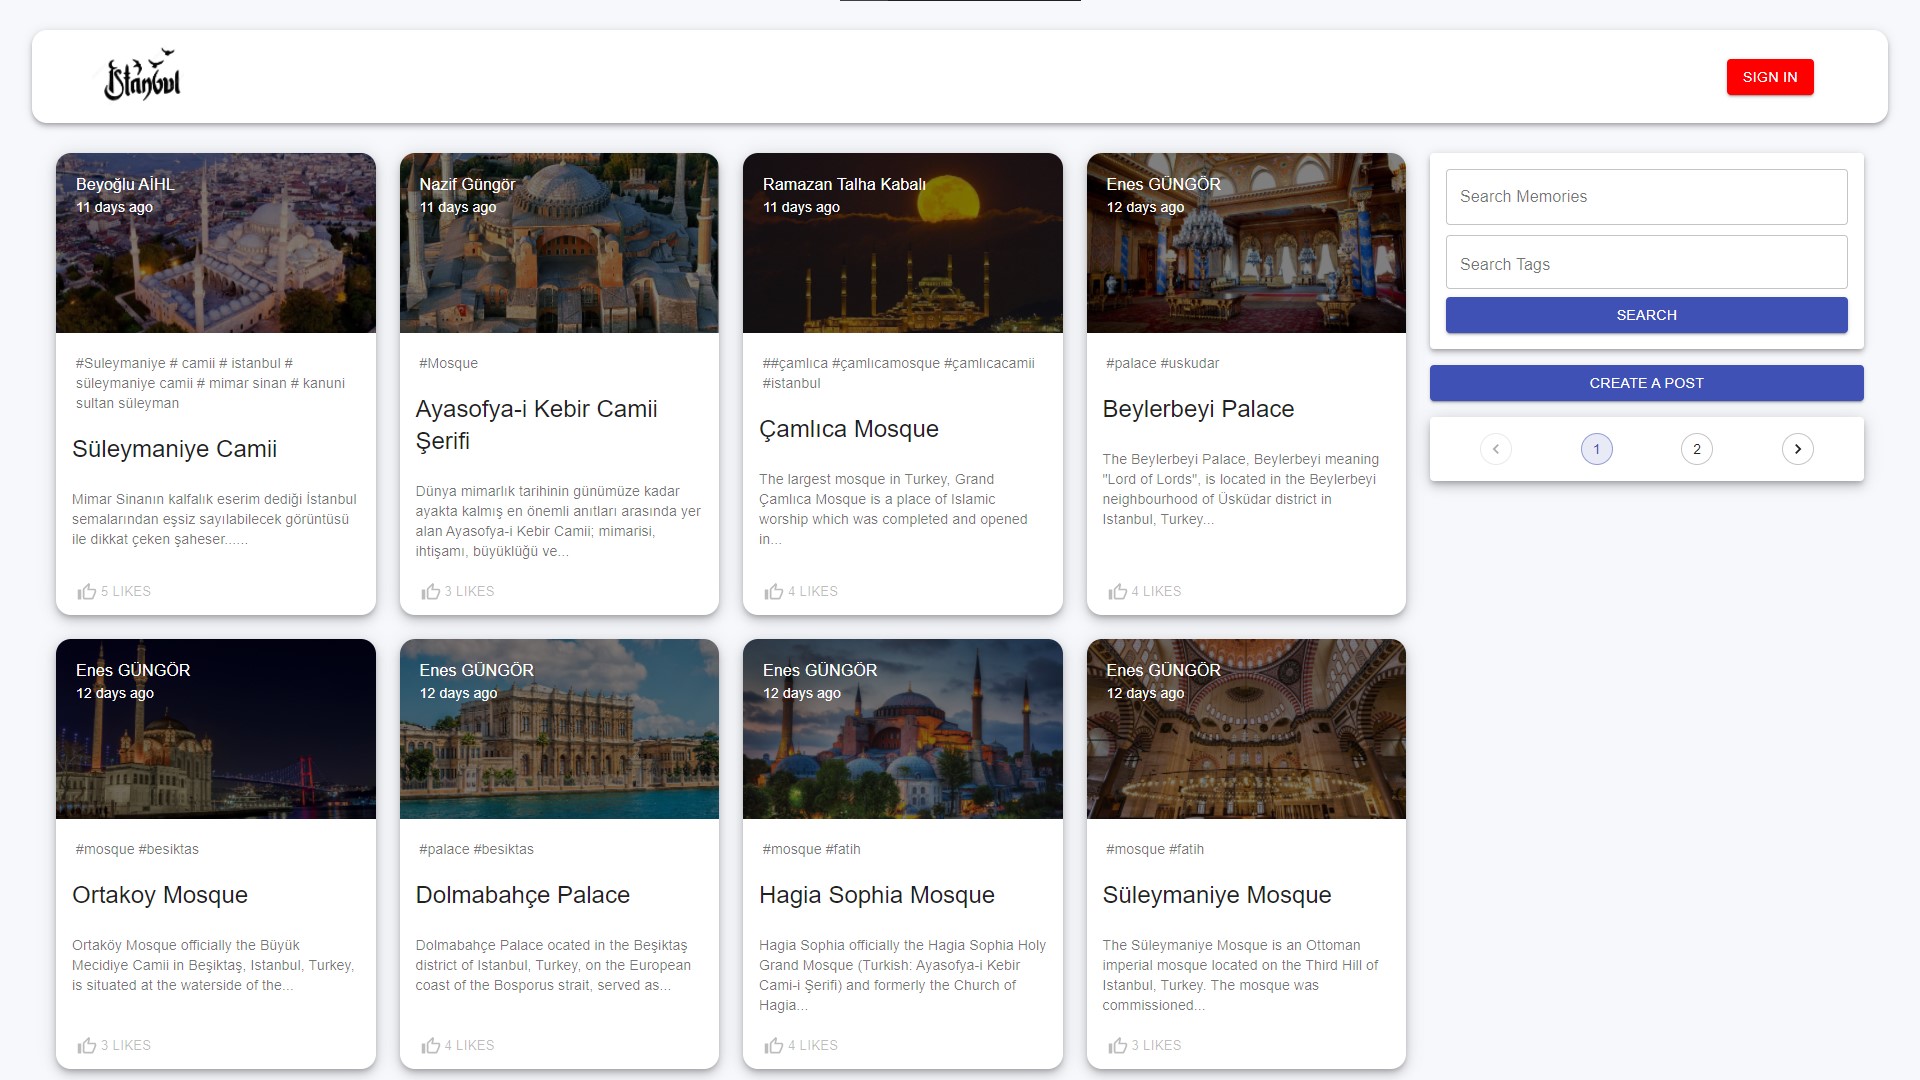 İstanbul
SIGN IN
Beyoğlu AİHL
11 days ago
#Suleymaniye # camii # istanbul #
süleymaniye camii # mimar sinan # kanuni
sultan süleyman
Süleymaniye Camii
Mimar Sinanın kalfalık eserim dediği İstanbul
semalarından eşsiz sayılabilecek görüntüsü
ile dikkat çeken şaheser......
5 LIKES
Nazif Güngör
11 days ago
#Mosque
Ayasofya-i Kebir Camii
Şerifi
Dünya mimarlık tarihinin günümüze kadar
ayakta kalmış en önemli anıtları arasında yer
alan Ayasofya-i Kebir Camii; mimarisi,
ihtişamı, büyüklüğü ve...
3 LIKES
Ramazan Talha Kabalı
11 days ago
##çamlıca #çamlıcamosque #çamlıcacamii
#istanbul
Çamlıca Mosque
The largest mosque in Turkey, Grand
Çamlıca Mosque is a place of Islamic
worship which was completed and opened
in...
4 LIKES
Enes GÜNGÖR
12 days ago
#palace #uskudar
Beylerbeyi Palace
The Beylerbeyi Palace, Beylerbeyi meaning
"Lord of Lords", is located in the Beylerbeyi
neighbourhood of Üsküdar district in
Istanbul, Turkey...
4 LIKES
Search Memories
Search Tags
SEARCH
CREATE A POST
1
2
Enes GÜNGÖR
12 days ago
#mosque #besiktas
Ortakoy Mosque
Ortaköy Mosque officially the Büyük
Mecidiye Camii in Beşiktaş, Istanbul, Turkey,
is situated at the waterside of the...
3 LIKES
Enes GÜNGÖR
12 days ago
#palace #besiktas
Dolmabahçe Palace
Dolmabahçe Palace ocated in the Beşiktaş
district of Istanbul, Turkey, on the European
coast of the Bosporus strait, served as...
4 LIKES
Enes GÜNGÖR
12 days ago
#mosque #fatih
Hagia Sophia Mosque
Hagia Sophia officially the Hagia Sophia Holy
Grand Mosque (Turkish: Ayasofya-i Kebir
Cami-i Şerifi) and formerly the Church of
Hagia...
4 LIKES
Enes GÜNGÖR
12 days ago
#mosque #fatih
Süleymaniye Mosque
The Süleymaniye Mosque is an Ottoman
imperial mosque located on the Third Hill of
Istanbul, Turkey. The mosque was
commissioned...
3 LIKES